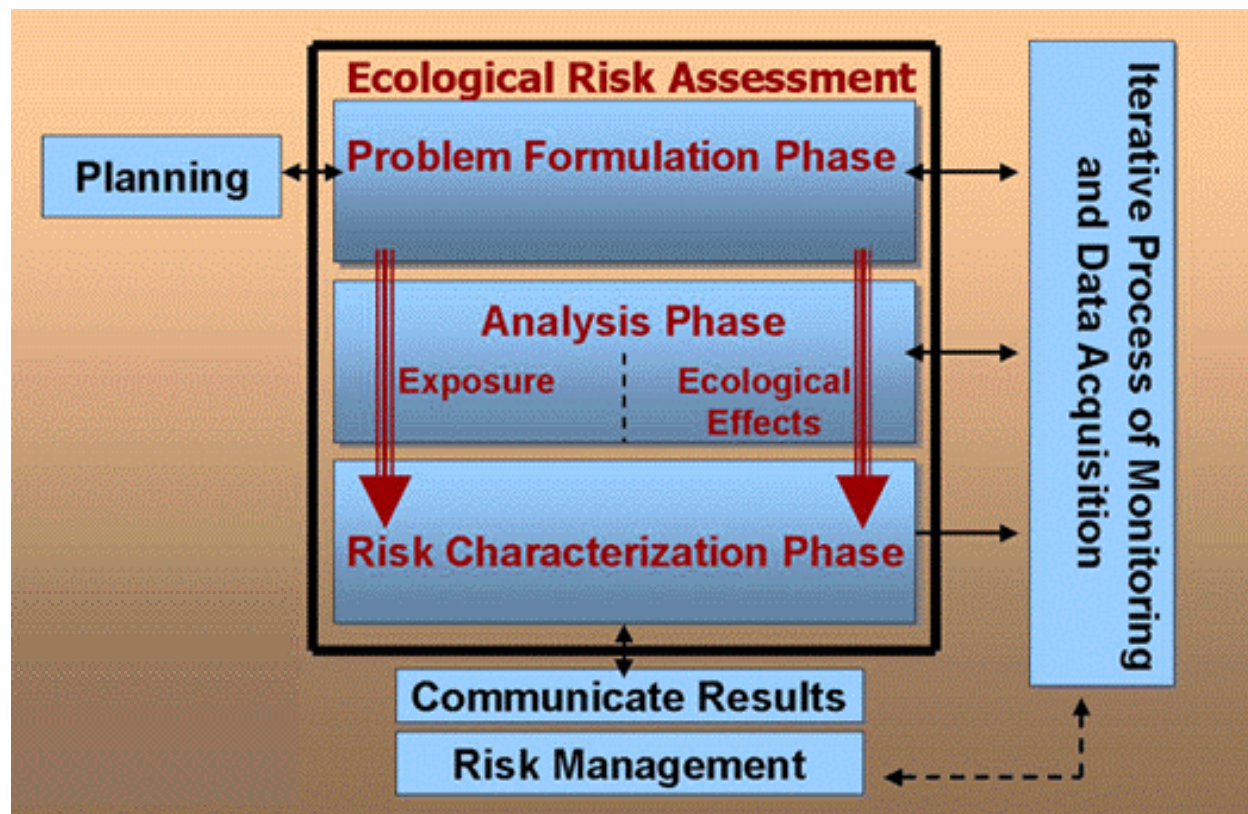 Ecological Risk Assessment
Planning
Problem Formulation Phase
Analysis Phase
Exposure
Ecological
Effects
Risk Characterization Phase
Communicate Results
Risk Management
Iterative Process of Monitoring
and Data Acquisition